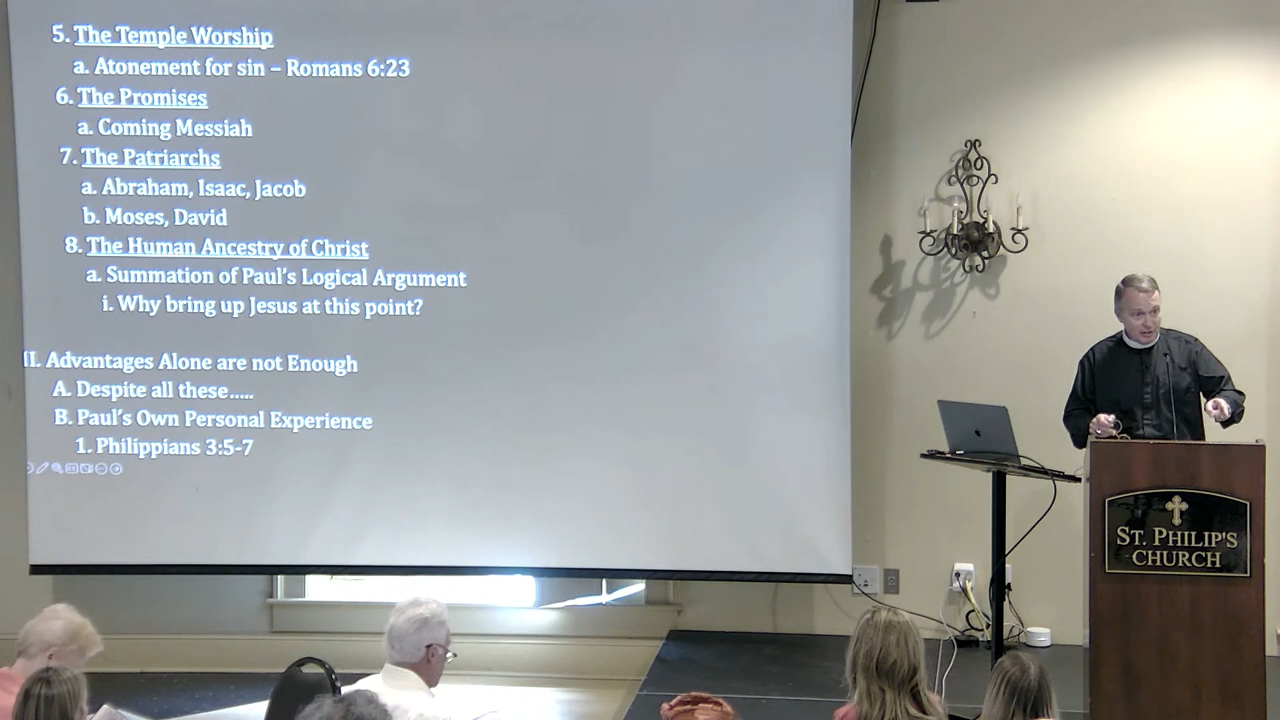 5. The Temple Worship
a. Atonement for sin – Romans 6:23
6. The Promises
a. Coming Messiah
7. The Patriarchs
a. Abraham, Isaac, Jacob
b. Moses, David
8. The Human Ancestry of Christ
a. Summation of Paul's Logical Argument
i. Why bring up Jesus at this point?
II. Advantages Alone are not Enough
A. Despite all these.....
B. Paul's Own Personal Experience
1. Philippians 3:5-7
ST. PHILIP'S
CHURCH